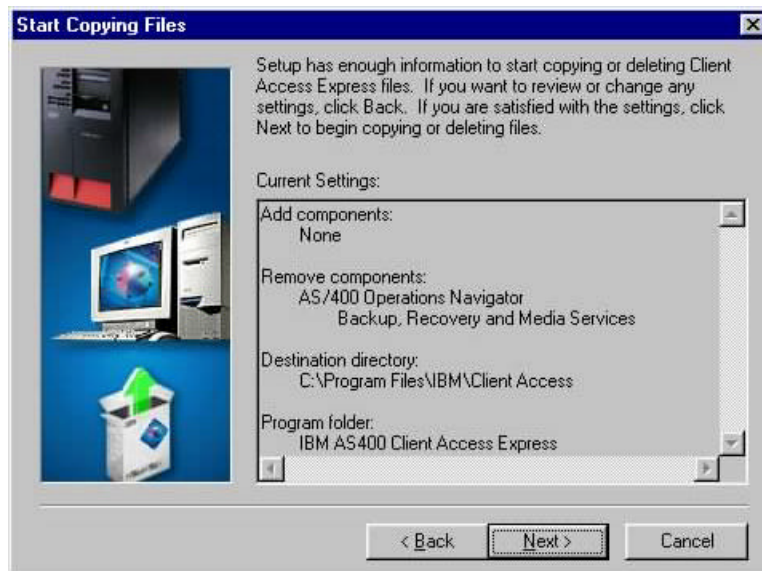 Start Copying Files
Setup has enough information to start copying or deleting Client
Access Express files. If you want to review or change any
settings, click Back. If you are satisfied with the settings, click
Next to begin copying or deleting files.
Current Settings:
Add components:
None
Remove components:
AS/400 Operations Navigator
Backup, Recovery and Media Services
Destination directory:
C:\Program Files\IBM\Client Access
Program folder:
IBM AS400 Client Access Express
< Back
Next >
Cancel